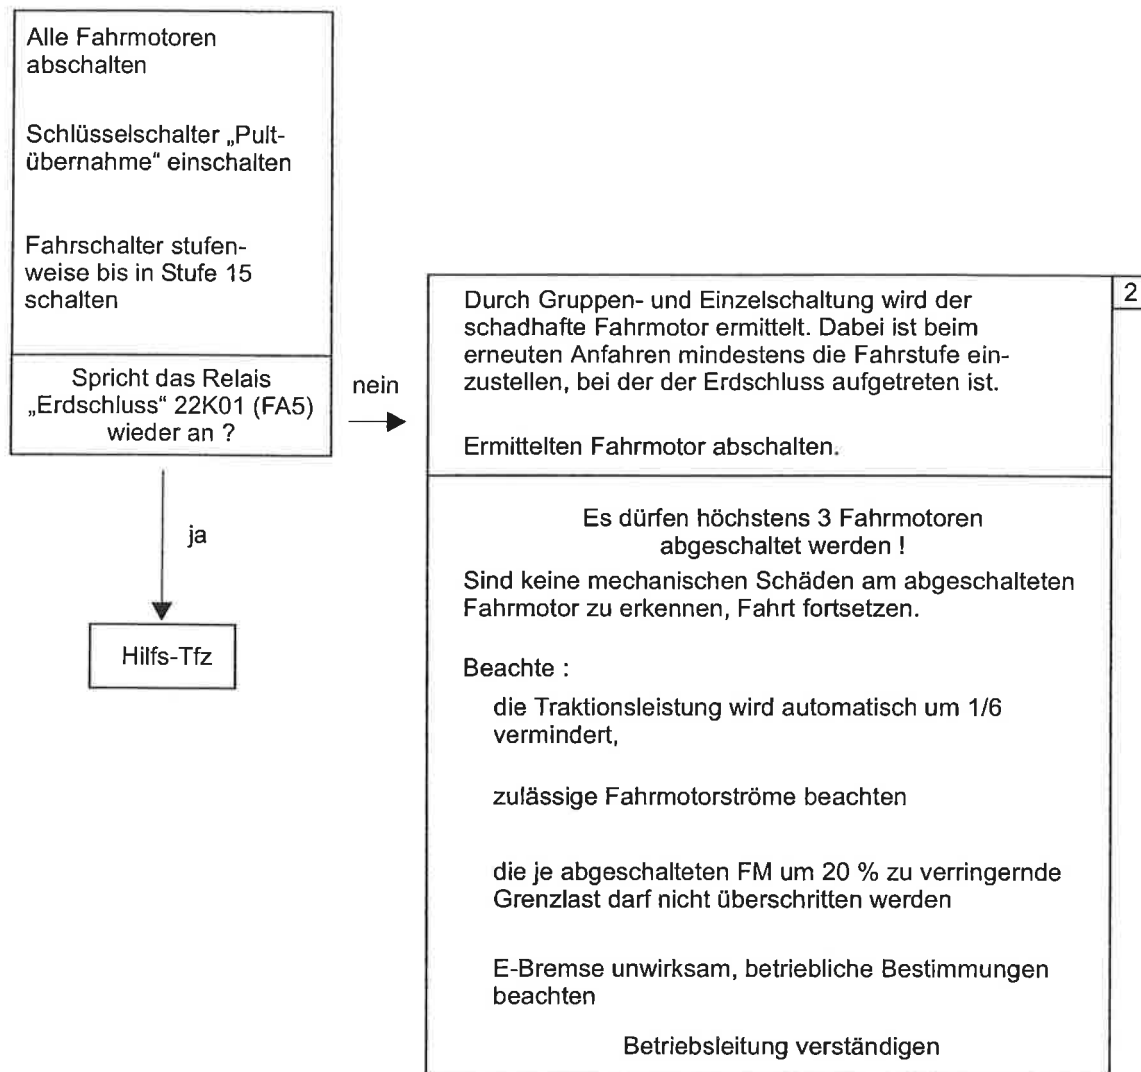 Alle Fahrmotoren
abschalten
Schlüsselschalter „Pult-
übernahme“ einschalten
Fahrschalter stufen-
weise bis in Stufe 15
schalten
Spricht das Relais
„Erdschluss“ 22K01 (FA5)
wieder an ?
nein
ja
Hilfs-Tfz
2
Durch Gruppen- und Einzelschaltung wird der
schadhafte Fahrmotor ermittelt. Dabei ist beim
erneuten Anfahren mindestens die Fahrstufe ein-
zustellen, bei der der Erdschluss aufgetreten ist.
Ermittelten Fahrmotor abschalten.
Es dürfen höchstens 3 Fahrmotoren
abgeschaltet werden !
Sind keine mechanischen Schäden am abgeschalteten
Fahrmotor zu erkennen, Fahrt fortsetzen.
Beachte :
die Traktionsleistung wird automatisch um 1/6
vermindert,
zulässige Fahrmotorströme beachten
die je abgeschalteten FM um 20 % zu verringernde
Grenzlast darf nicht überschritten werden
E-Bremse unwirksam, betriebliche Bestimmungen
beachten
Betriebsleitung verständigen